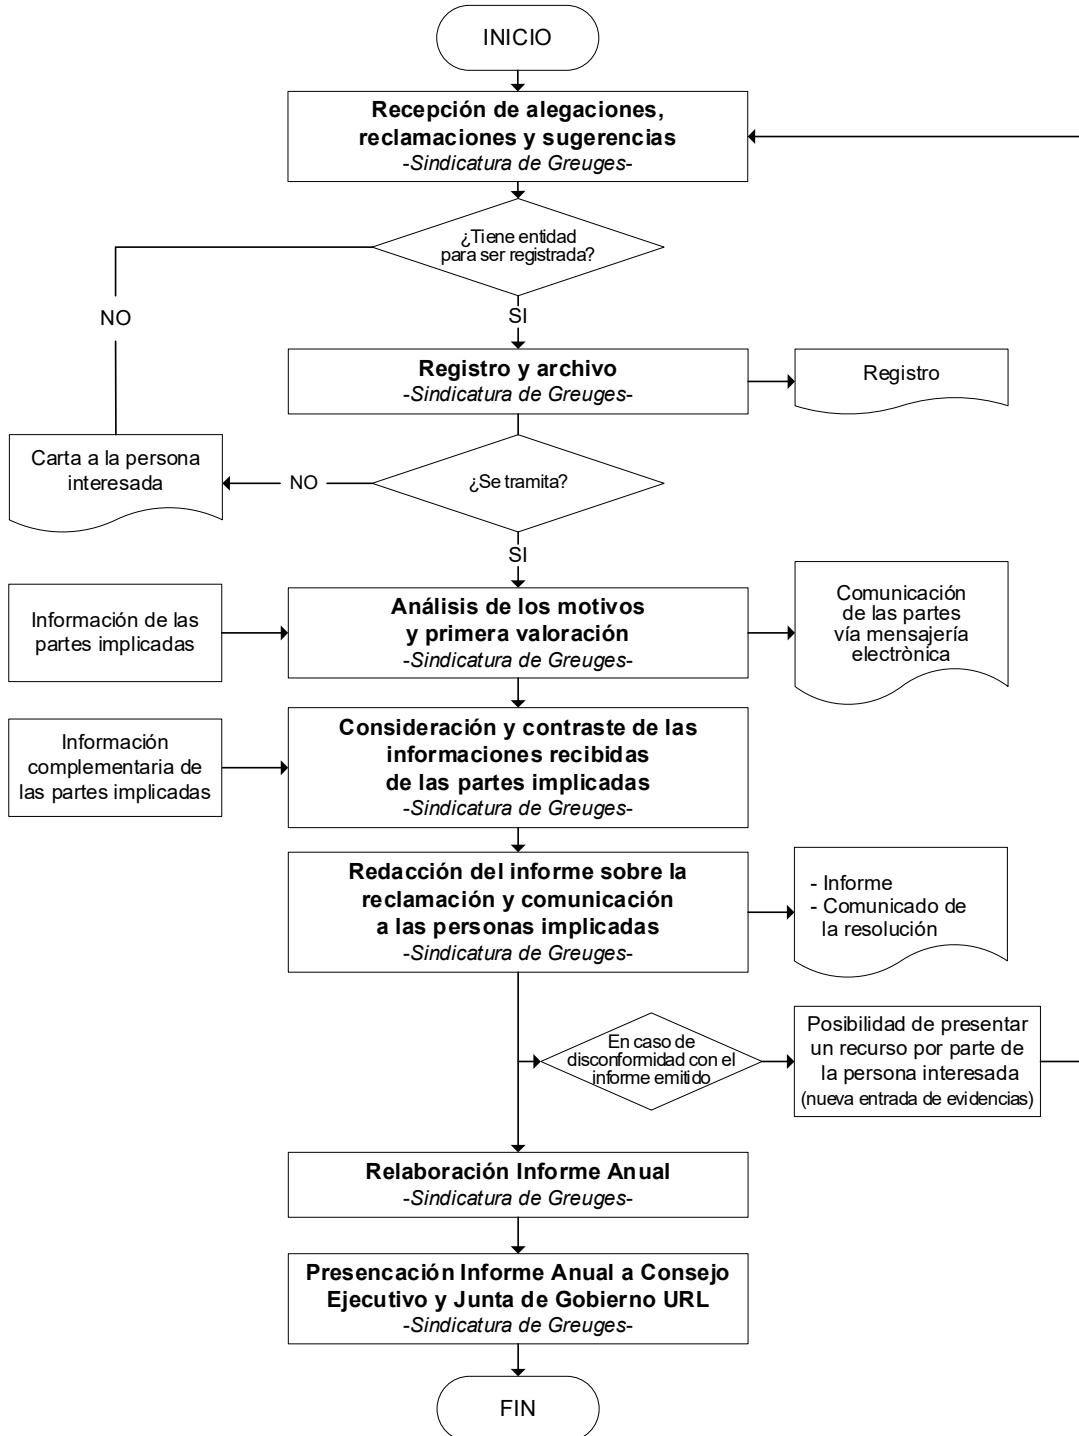 INICIO
Recepción de alegaciones,
reclamaciones y sugerencias
-Sindicatura de Greuges-
¿Tiene entidad
para ser registrada?
NO
SI
Registro y archivo
-Sindicatura de Greuges-
Registro
Carta a la persona
interesada
NO
¿Se tramita?
SI
Información de las
partes implicadas
Análisis de los motivos
y primera valoración
-Sindicatura de Greuges-
Comunicación
de las partes
vía mensajería
electrònica
Información
complementaria de
las partes implicadas
Consideración y contraste de las
informaciones recibidas
de las partes implicadas
-Sindicatura de Greuges-
Redacción del informe sobre la
reclamación y comunicación
a las personas implicadas
-Sindicatura de Greuges-
- Informe
- Comunicado de
la resolución
En caso de
disconformidad con el
informe emitido
Posibilidad de presentar
un recurso por parte de
la persona interesada
(nueva entrada de evidencias)
Relaboración Informe Anual
-Sindicatura de Greuges-
Presencación Informe Anual a Consejo
Ejecutivo y Junta de Gobierno URL
-Sindicatura de Greuges-
FIN